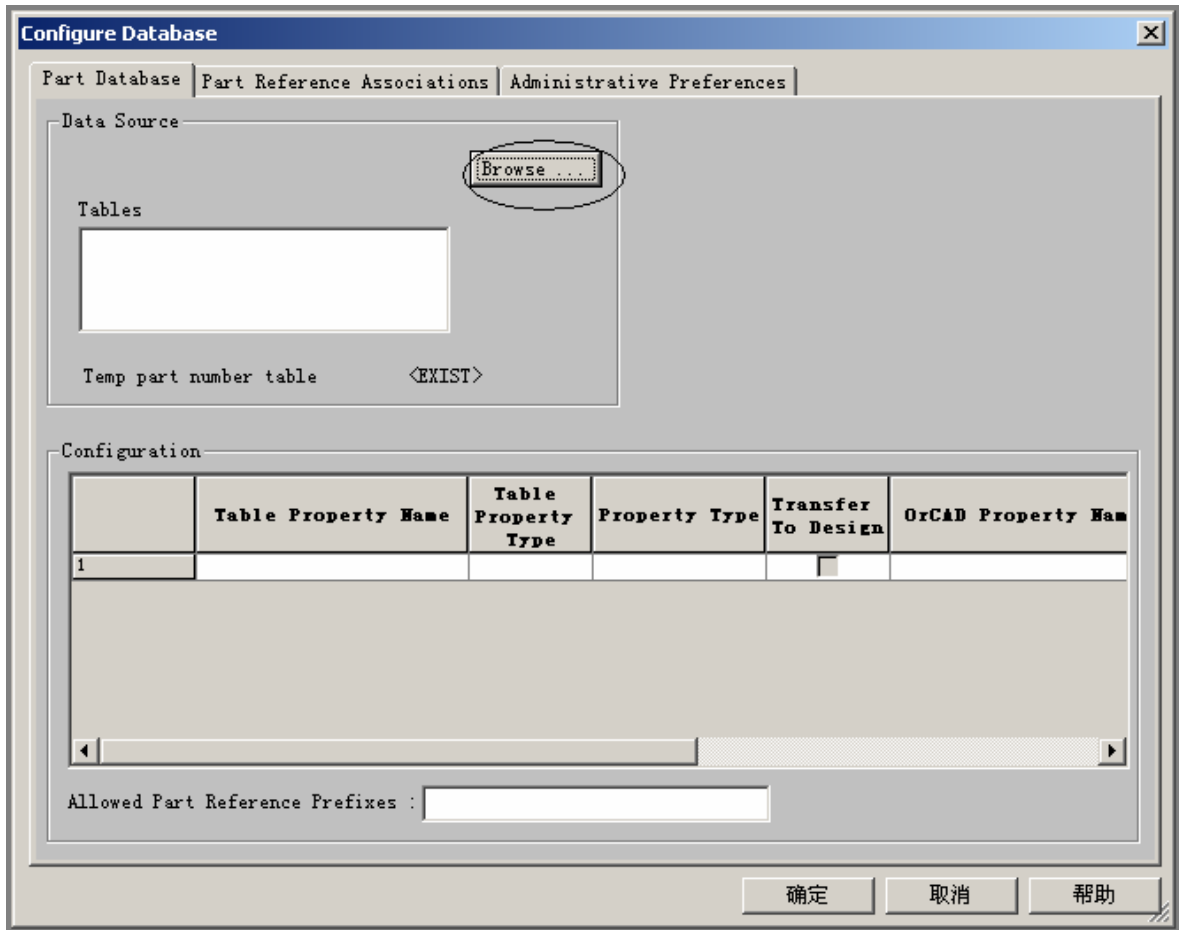 Configure Database
Part Database
Part Reference Associations
Administrative Preferences
Data Source
Browse ...
Tables
Temp part number table <EXIST>
Configuration
Table Property Name
Table
Property
Type
Property Type
Transfer
To Design
OrCAD Property Nam
1
Allowed Part Reference Prefixes :
确定
取消
帮助